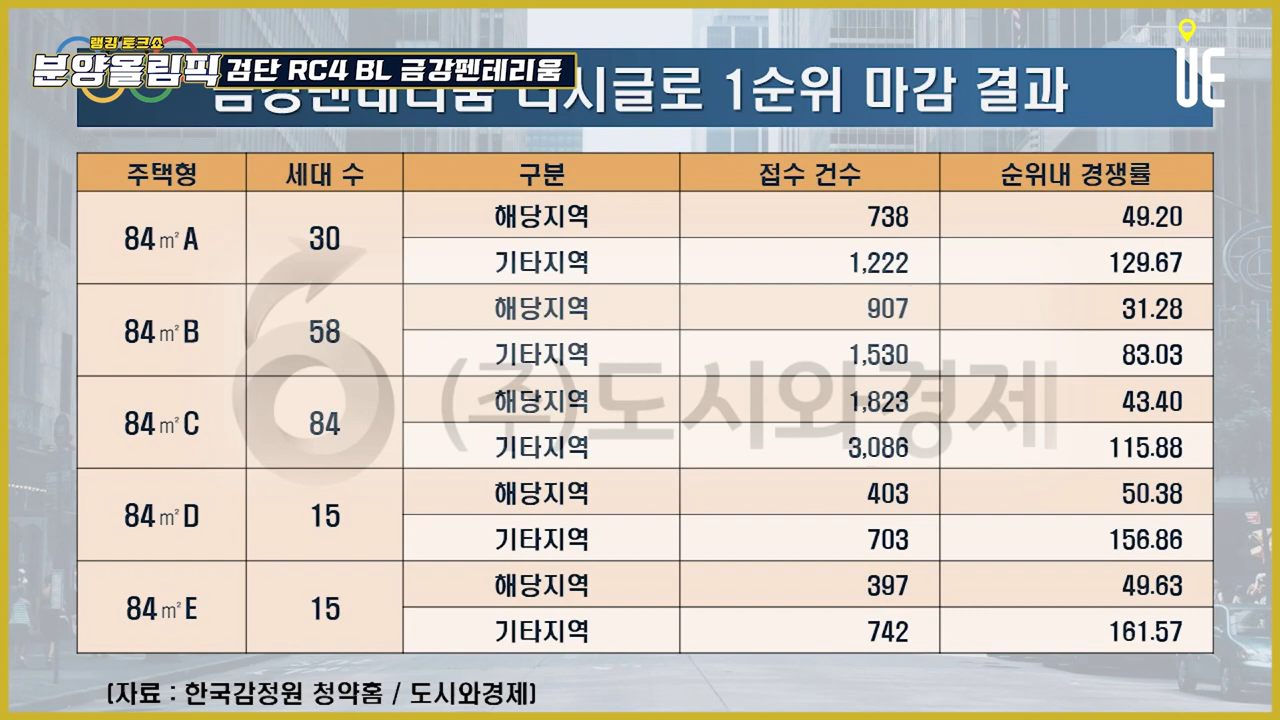 랭킹 토크쇼
분양올림픽 검단 RC4 BL 금강펜테리움
1순위 마감 결과
UE
주택형 세대 수 구분 접수 건수 순위내 경쟁률
84㎡A 30 해당지역 738 49.20
기타지역 1,222 129.67
84㎡B 58 해당지역 907 31.28
기타지역 1,530 83.03
84㎡C 84 해당지역 1,823 43.40
기타지역 3,086 115.88
84㎡D 15 해당지역 403 50.38
기타지역 703 156.86
84㎡E 15 해당지역 397 49.63
기타지역 742 161.57
(주)도시와경제
(자료 : 한국감정원 청약홈 / 도시와경제)